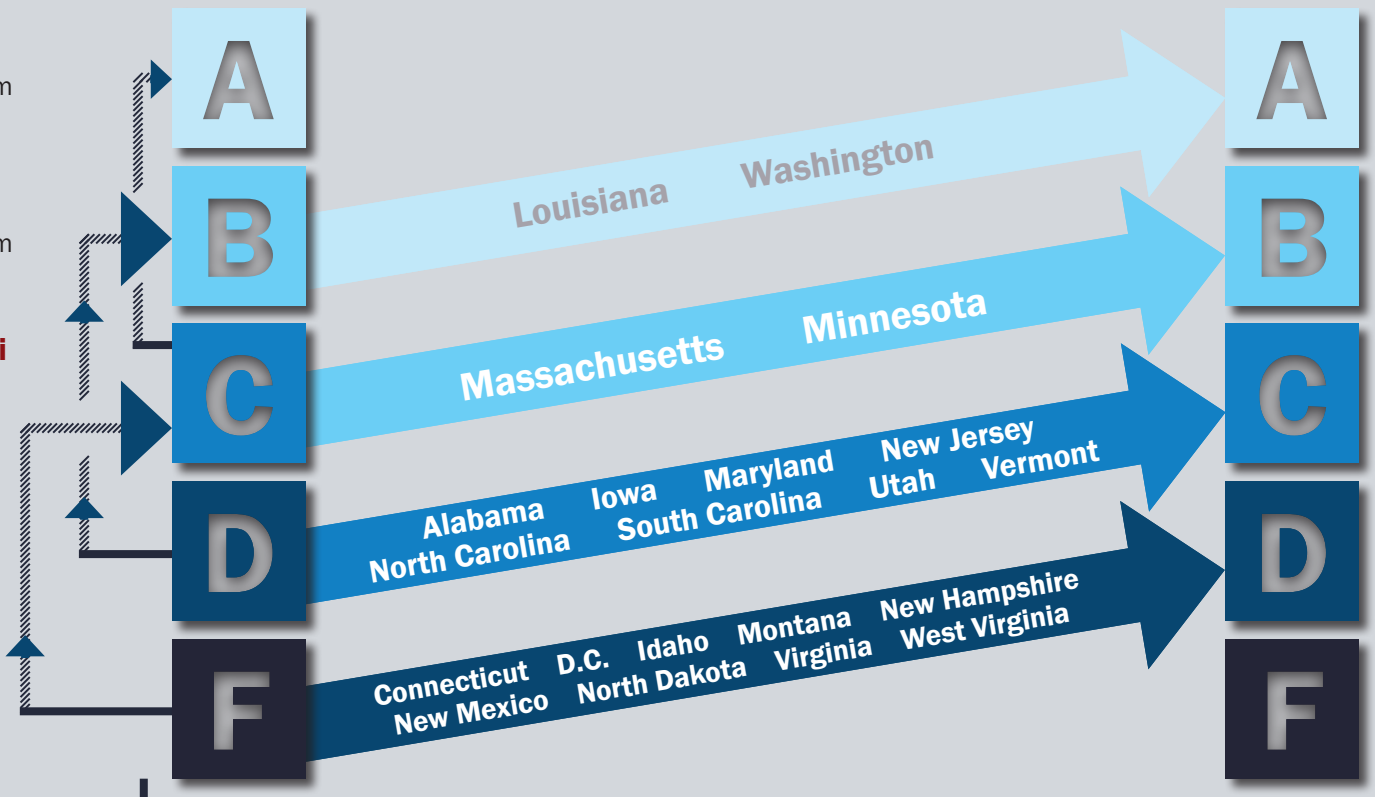 A
B
C
D
F
m
m
i
Louisiana Washington
Massachusetts Minnesota
Alabama Iowa Maryland New Jersey
North Carolina South Carolina Utah Vermont
Connecticut D.C. Idaho Montana New Hampshire
New Mexico North Dakota Virginia West Virginia
A
B
C
D
F